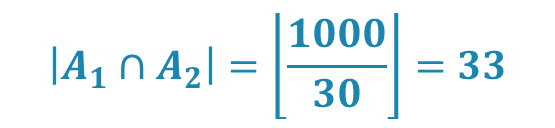 |A₁ ∩ A₂| = ⌊1000/30⌋ = 33